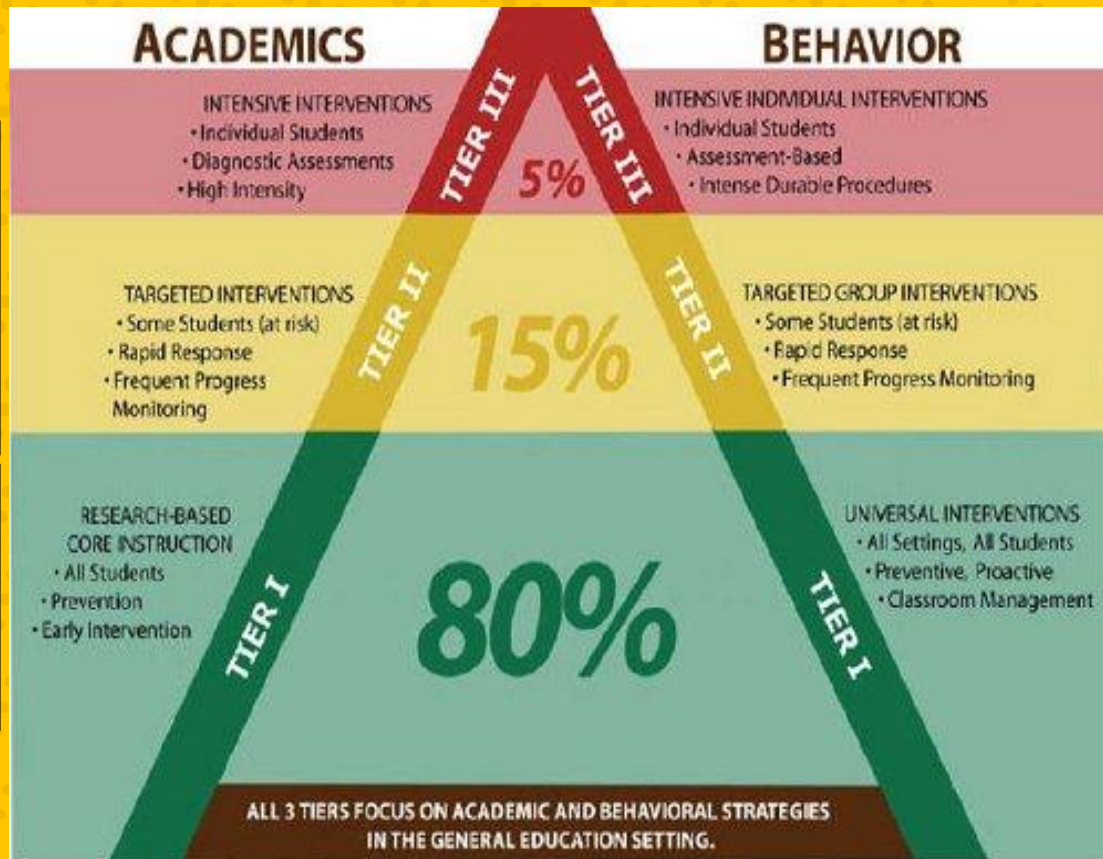 ACADEMICS
BEHAVIOR
INTENSIVE INTERVENTIONS
• Individual Students
• Diagnostic Assessments
• High Intensity
TIER III
5%
TIER III
INTENSIVE INDIVIDUAL INTERVENTIONS
• Individual Students
• Assessment-Based
• Intense Durable Procedures
TARGETED INTERVENTIONS
• Some Students (at risk)
• Rapid Response
• Frequent Progress
Monitoring
TIER II
15%
TIER II
TARGETED GROUP INTERVENTIONS
• Some Students (at risk)
• Rapid Response
• Frequent Progress Monitoring
RESEARCH-BASED
CORE INSTRUCTION
• All Students
• Prevention
• Early Intervention
TIER I
80%
TIER I
UNIVERSAL INTERVENTIONS
• All Settings, All Students
• Preventive, Proactive
• Classroom Management
ALL 3 TIERS FOCUS ON ACADEMIC AND BEHAVIORAL STRATEGIES
IN THE GENERAL EDUCATION SETTING.